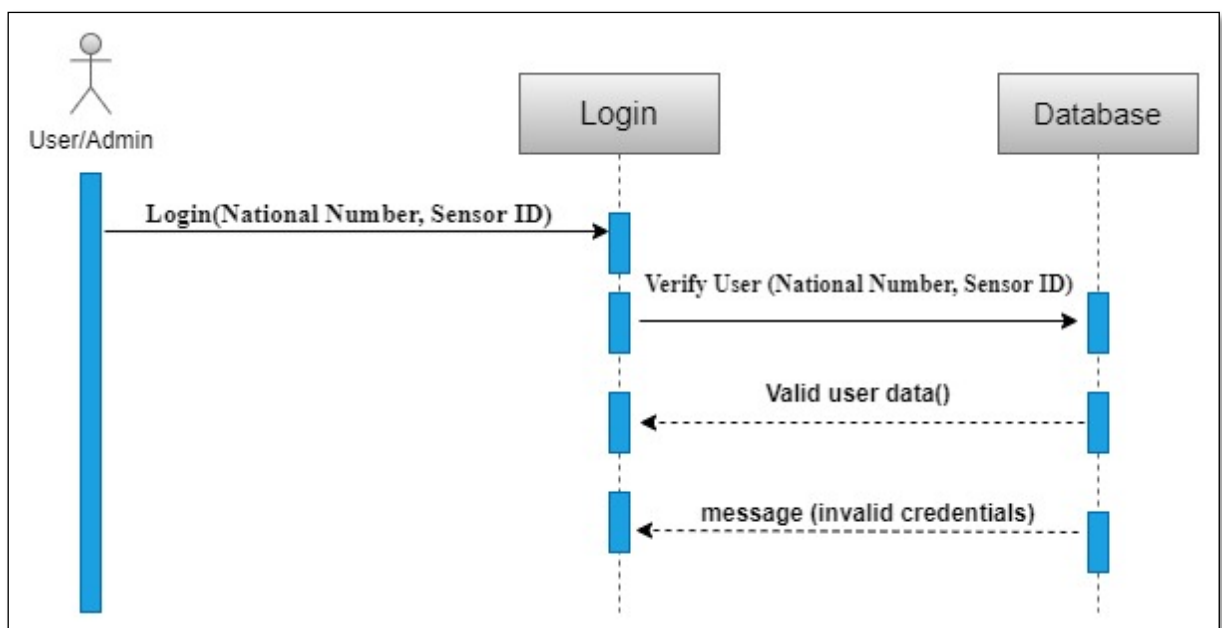 User/Admin
Login
Database
Login(National Number, Sensor ID)
Verify User (National Number, Sensor ID)
Valid user data()
message (invalid credentials)